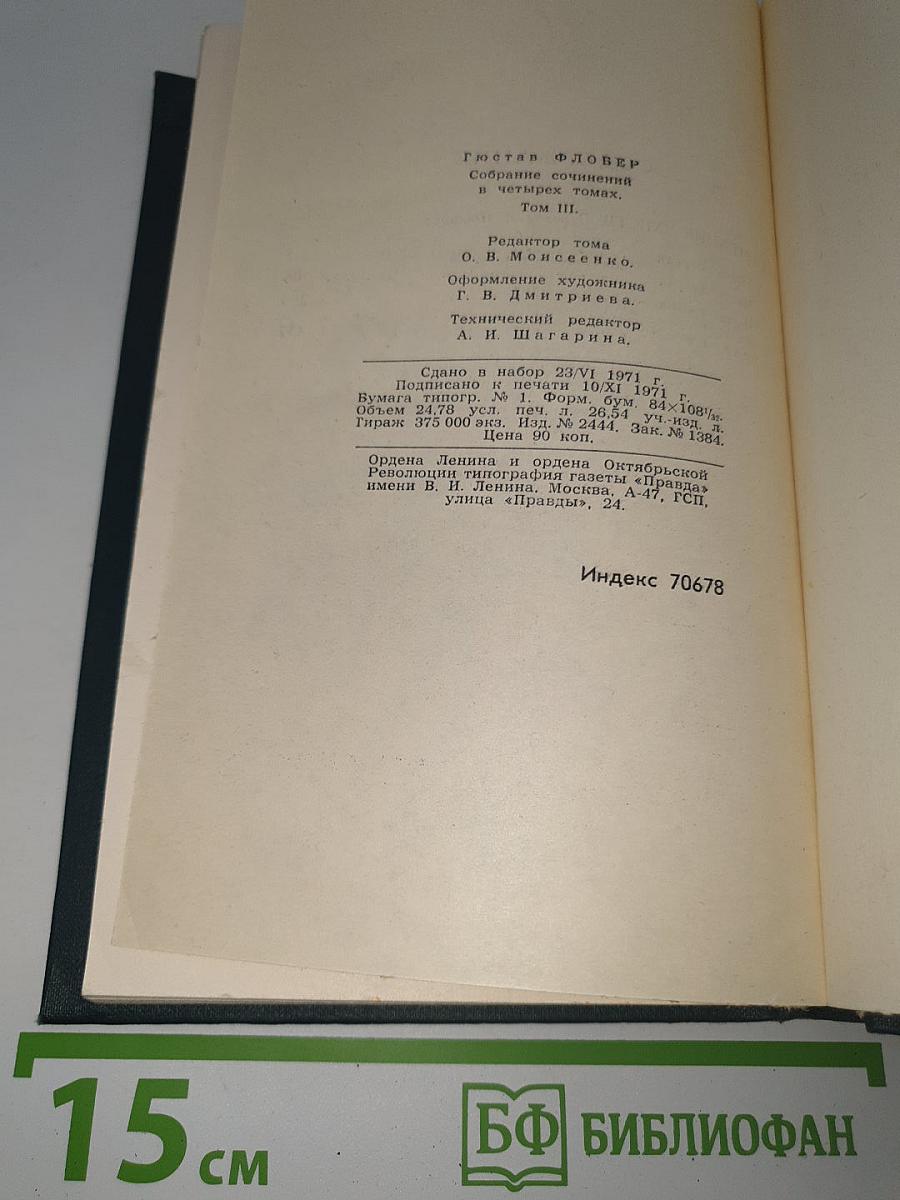 Гюстав ФЛОБЕР
Собрание сочинений
в четырех томах.
Том III.
Редактор тома
О. В. Моисеенко.
Оформление художника
Г. В. Дмитриева.
Технический редактор
А. И. Шагарина.
Сдано в набор 23/VI 1971 г.
Подписано к печати 10/XI 1971 г.
Бумага типогр. № 1. Форм. бум. 84×108¹/₃₂.
Объем 24,78 усл. печ. л. 26,54 уч.-изд. л.
Тираж 375 000 экз. Изд. № 2444. Зак. № 1384.
Цена 90 коп.
Ордена Ленина и ордена Октябрьской
Революции типография газеты «Правда»
имени В. И. Ленина. Москва, А-47, ГСП,
улица «Правды», 24.
Индекс 70678
15 см
БФ БИБЛИОФАН